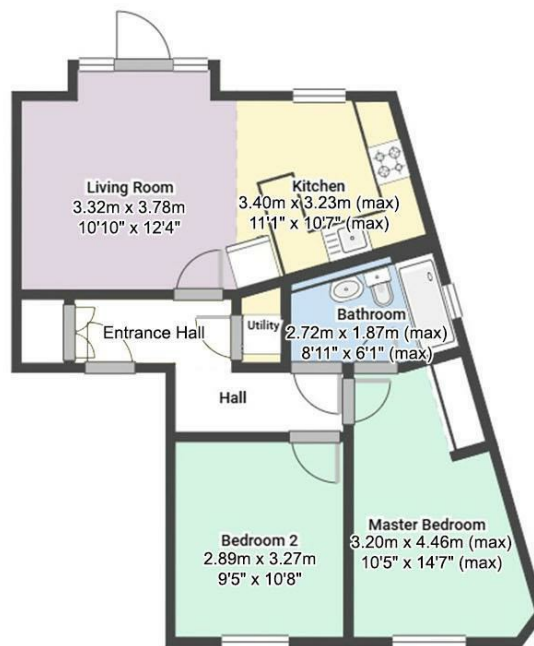 Living Room
3.32m x 3.78m
10'10" x 12'4"
Kitchen
3.40m x 3.23m (max)
11'1" x 10'7" (max)
Entrance Hall
Utility
Bathroom
2.72m x 1.87m (max)
8'11" x 6'1" (max)
Hall
Bedroom 2
2.89m x 3.27m
9'5" x 10'8"
Master Bedroom
3.20m x 4.46m (max)
10'5" x 14'7" (max)